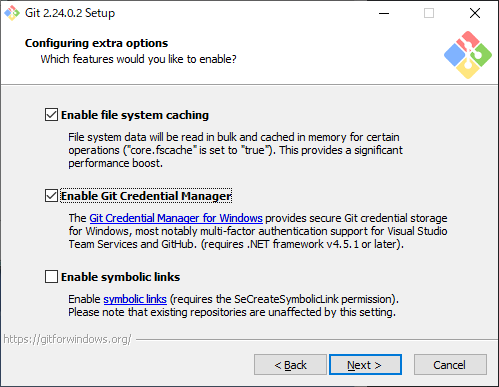 Git 2.24.0.2 Setup
Configuring extra options
Which features would you like to enable?
Enable file system caching
File system data will be read in bulk and cached in memory for certain
operations ("core.fscache" is set to "true"). This provides a significant
performance boost.
Enable Git Credential Manager
The Git Credential Manager for Windows provides secure Git credential storage
for Windows, most notably multi-factor authentication support for Visual Studio
Team Services and GitHub. (requires .NET framework v4.5.1 or later).
Enable symbolic links
Enable symbolic links (requires the SeCreateSymbolicLink permission).
Please note that existing repositories are unaffected by this setting.
https://gitforwindows.org/
< Back
Next >
Cancel